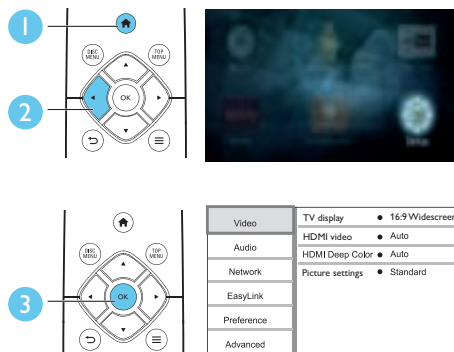 1
DISC MENU
TOP MENU
2
OK
Setup
DISC MENU
TOP MENU
3
OK
Video
Audio
Network
EasyLink
Preference
Advanced
TV display ● 16:9 Widescreen
HDMI video ● Auto
HDMI Deep Color ● Auto
Picture settings ● Standard